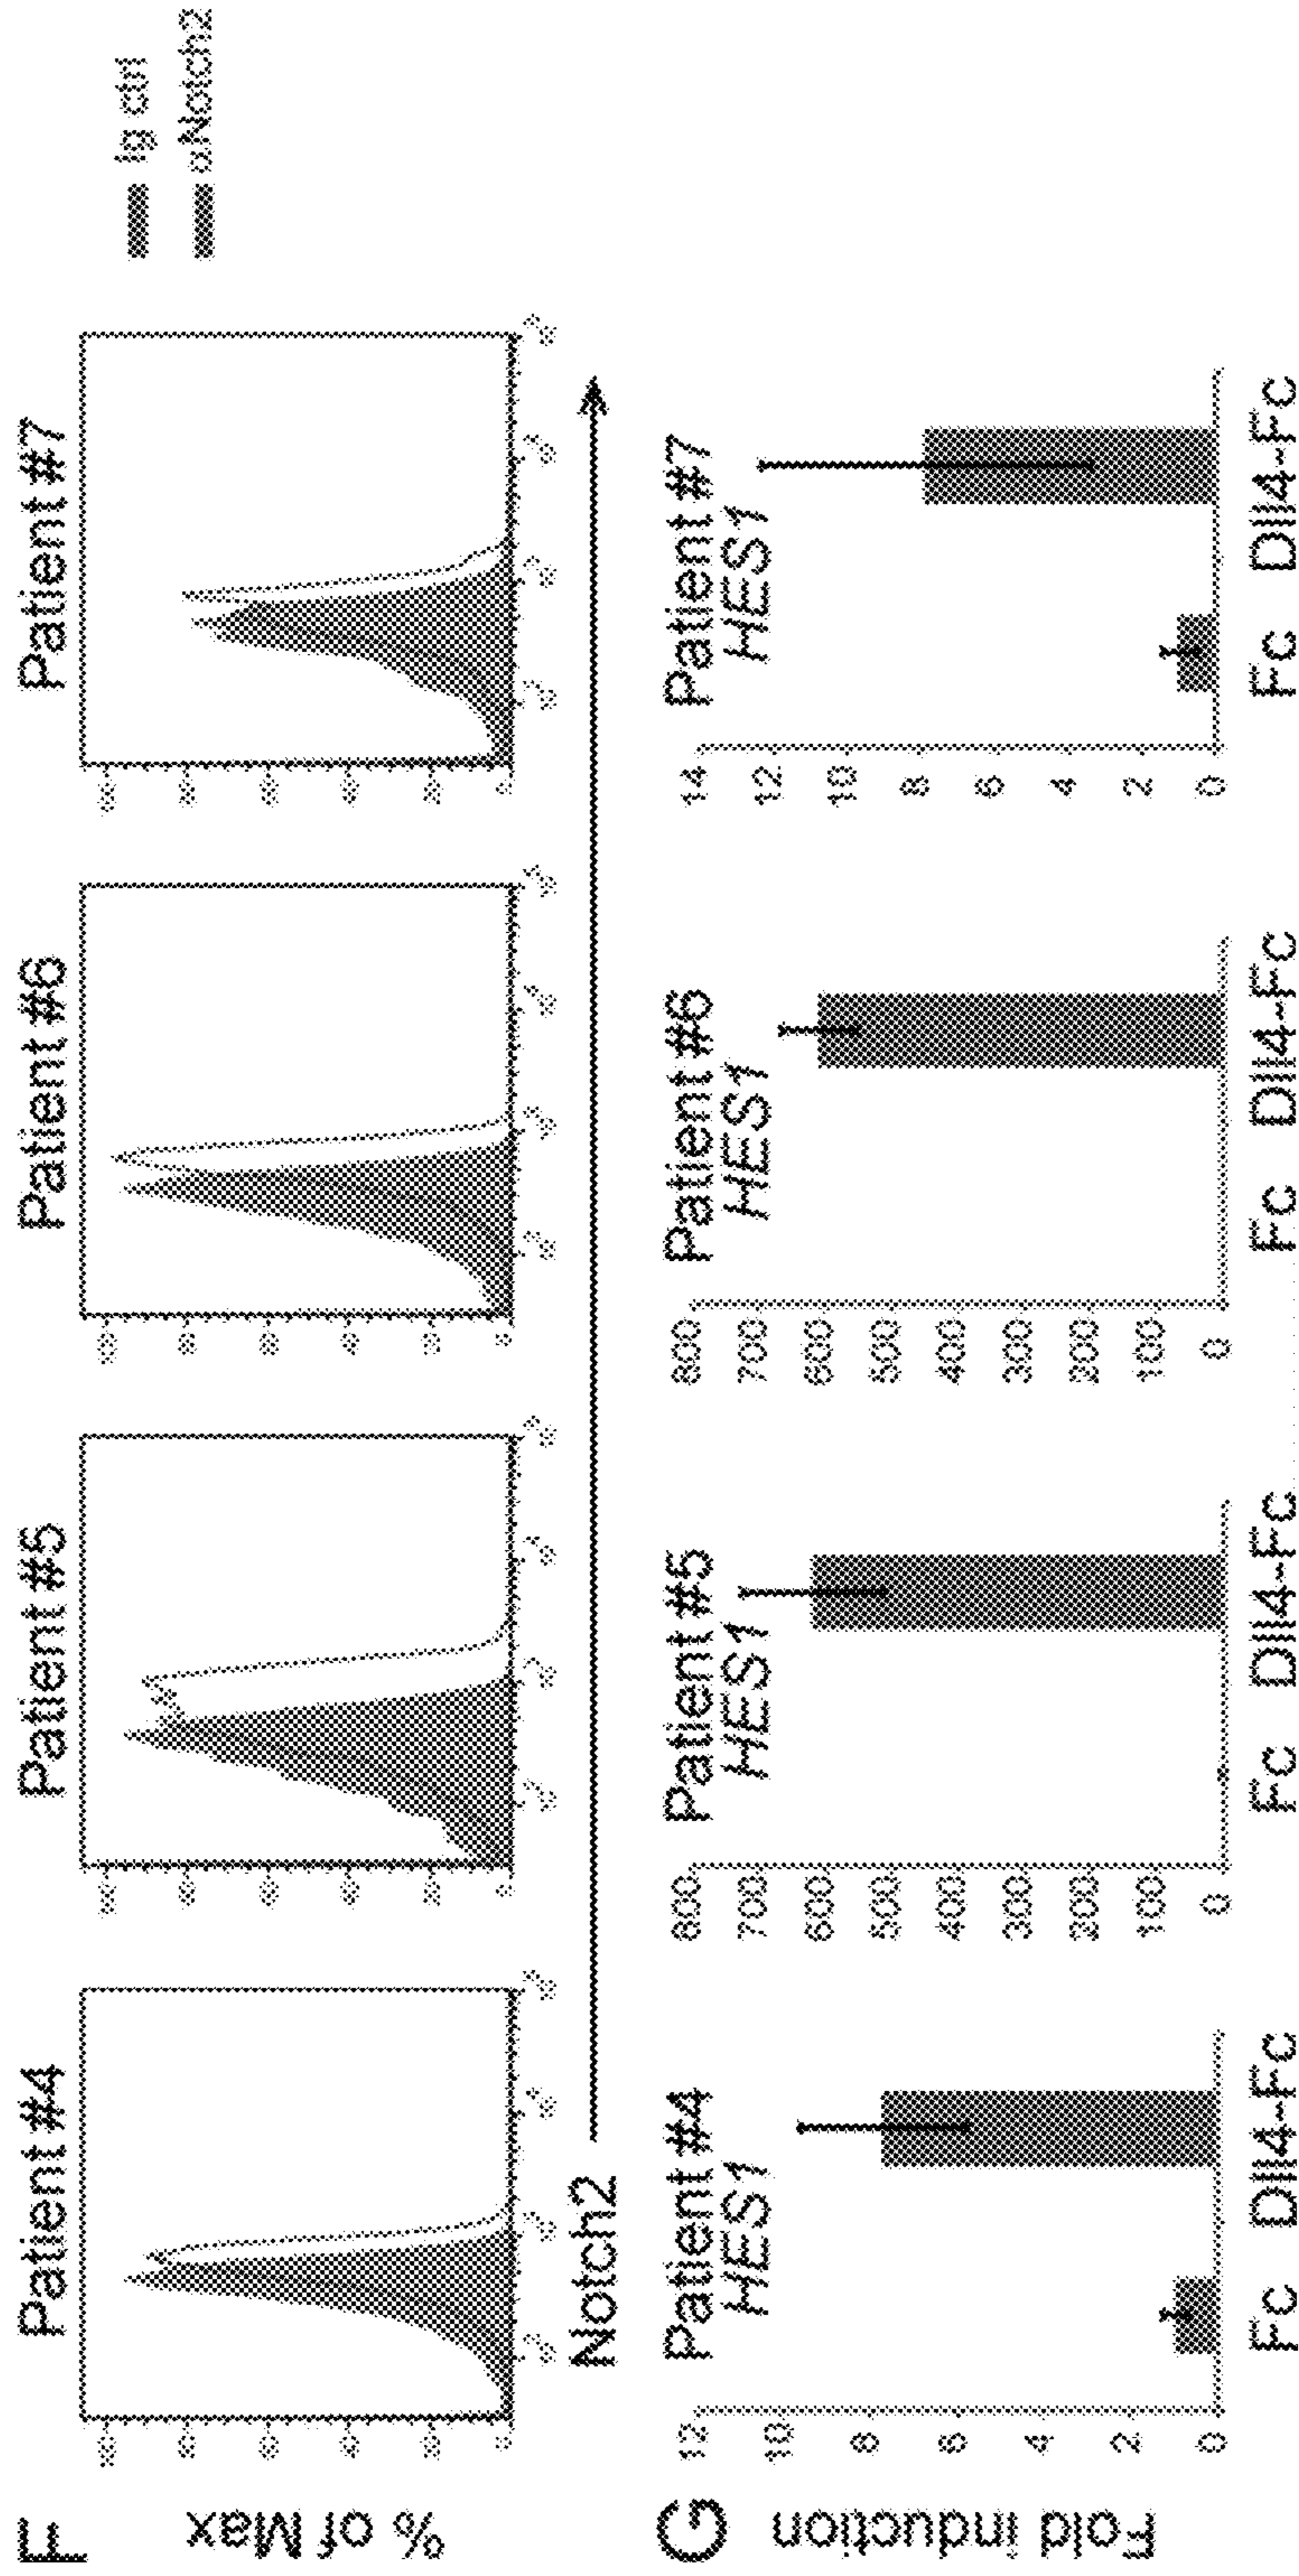 F
Patient #4 Patient #5 Patient #6 Patient #7
Ig ctrl
αNotch2
% of Max
Notch2
G
Patient #4 Patient #5 Patient #6 Patient #7
HES1 HES1 HES1 HES1
Fold induction
12 800 800 14
10 700 700 12
8 600 600 10
6 500 500 8
4 400 400 6
2 300 300 4
0 200 200 2
100 100 0
0 0
Fc Dll4-Fc Fc Dll4-Fc Fc Dll4-Fc Fc Dll4-Fc